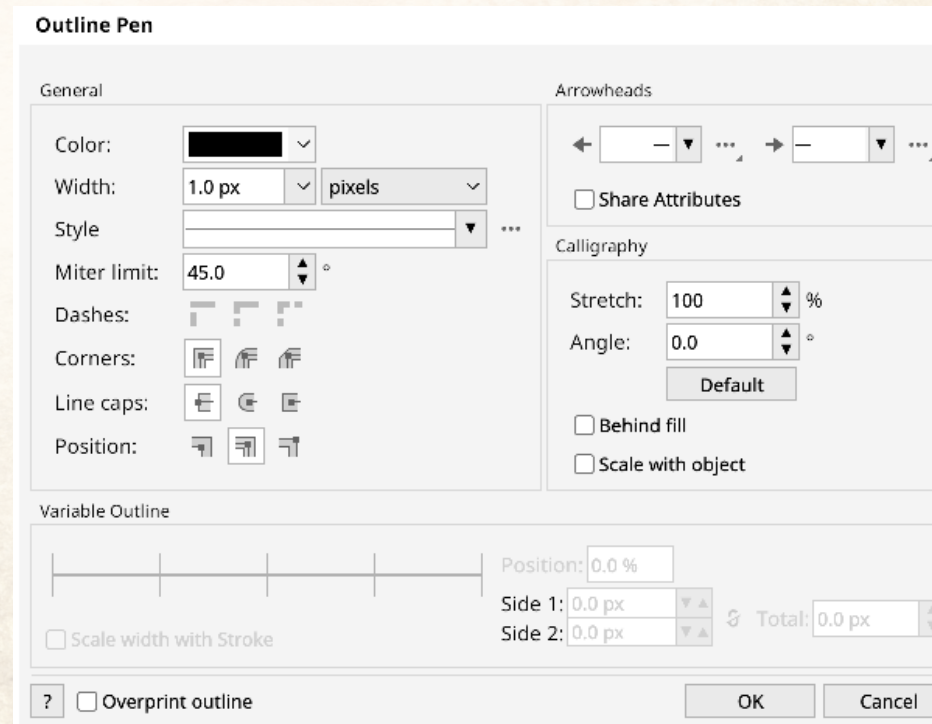 Outline Pen
General
Color:
Width: 1.0 px pixels
Style
Miter limit: 45.0 °
Dashes:
Corners:
Line caps:
Position:
Arrowheads
Share Attributes
Calligraphy
Stretch: 100 %
Angle: 0.0 °
Default
Behind fill
Scale with object
Variable Outline
Position: 0.0 %
Side 1: 0.0 px
Side 2: 0.0 px
Total: 0.0 px
Scale width with Stroke
? Overprint outline
OK Cancel